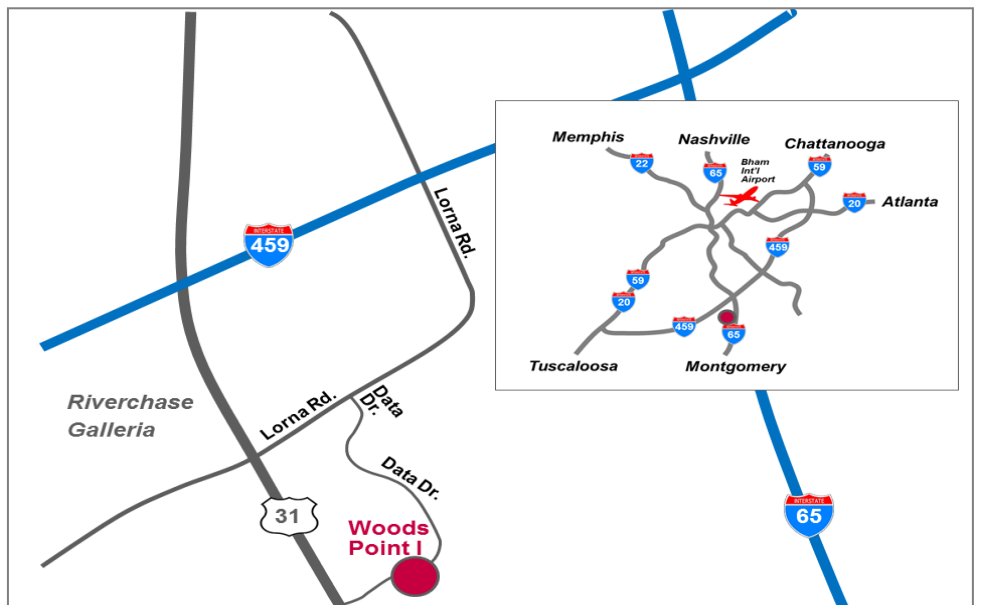 Memphis
Nashville
Chattanooga
22
65
Bham
Int'l
Airport
59
20
Atlanta
459
59
20
459
65
Tuscaloosa
Montgomery
Lorna Rd.
INTERSTATE
459
Riverchase
Galleria
Lorna Rd.
Data
Dr.
Data Dr.
31
Woods
Point I
INTERSTATE
65